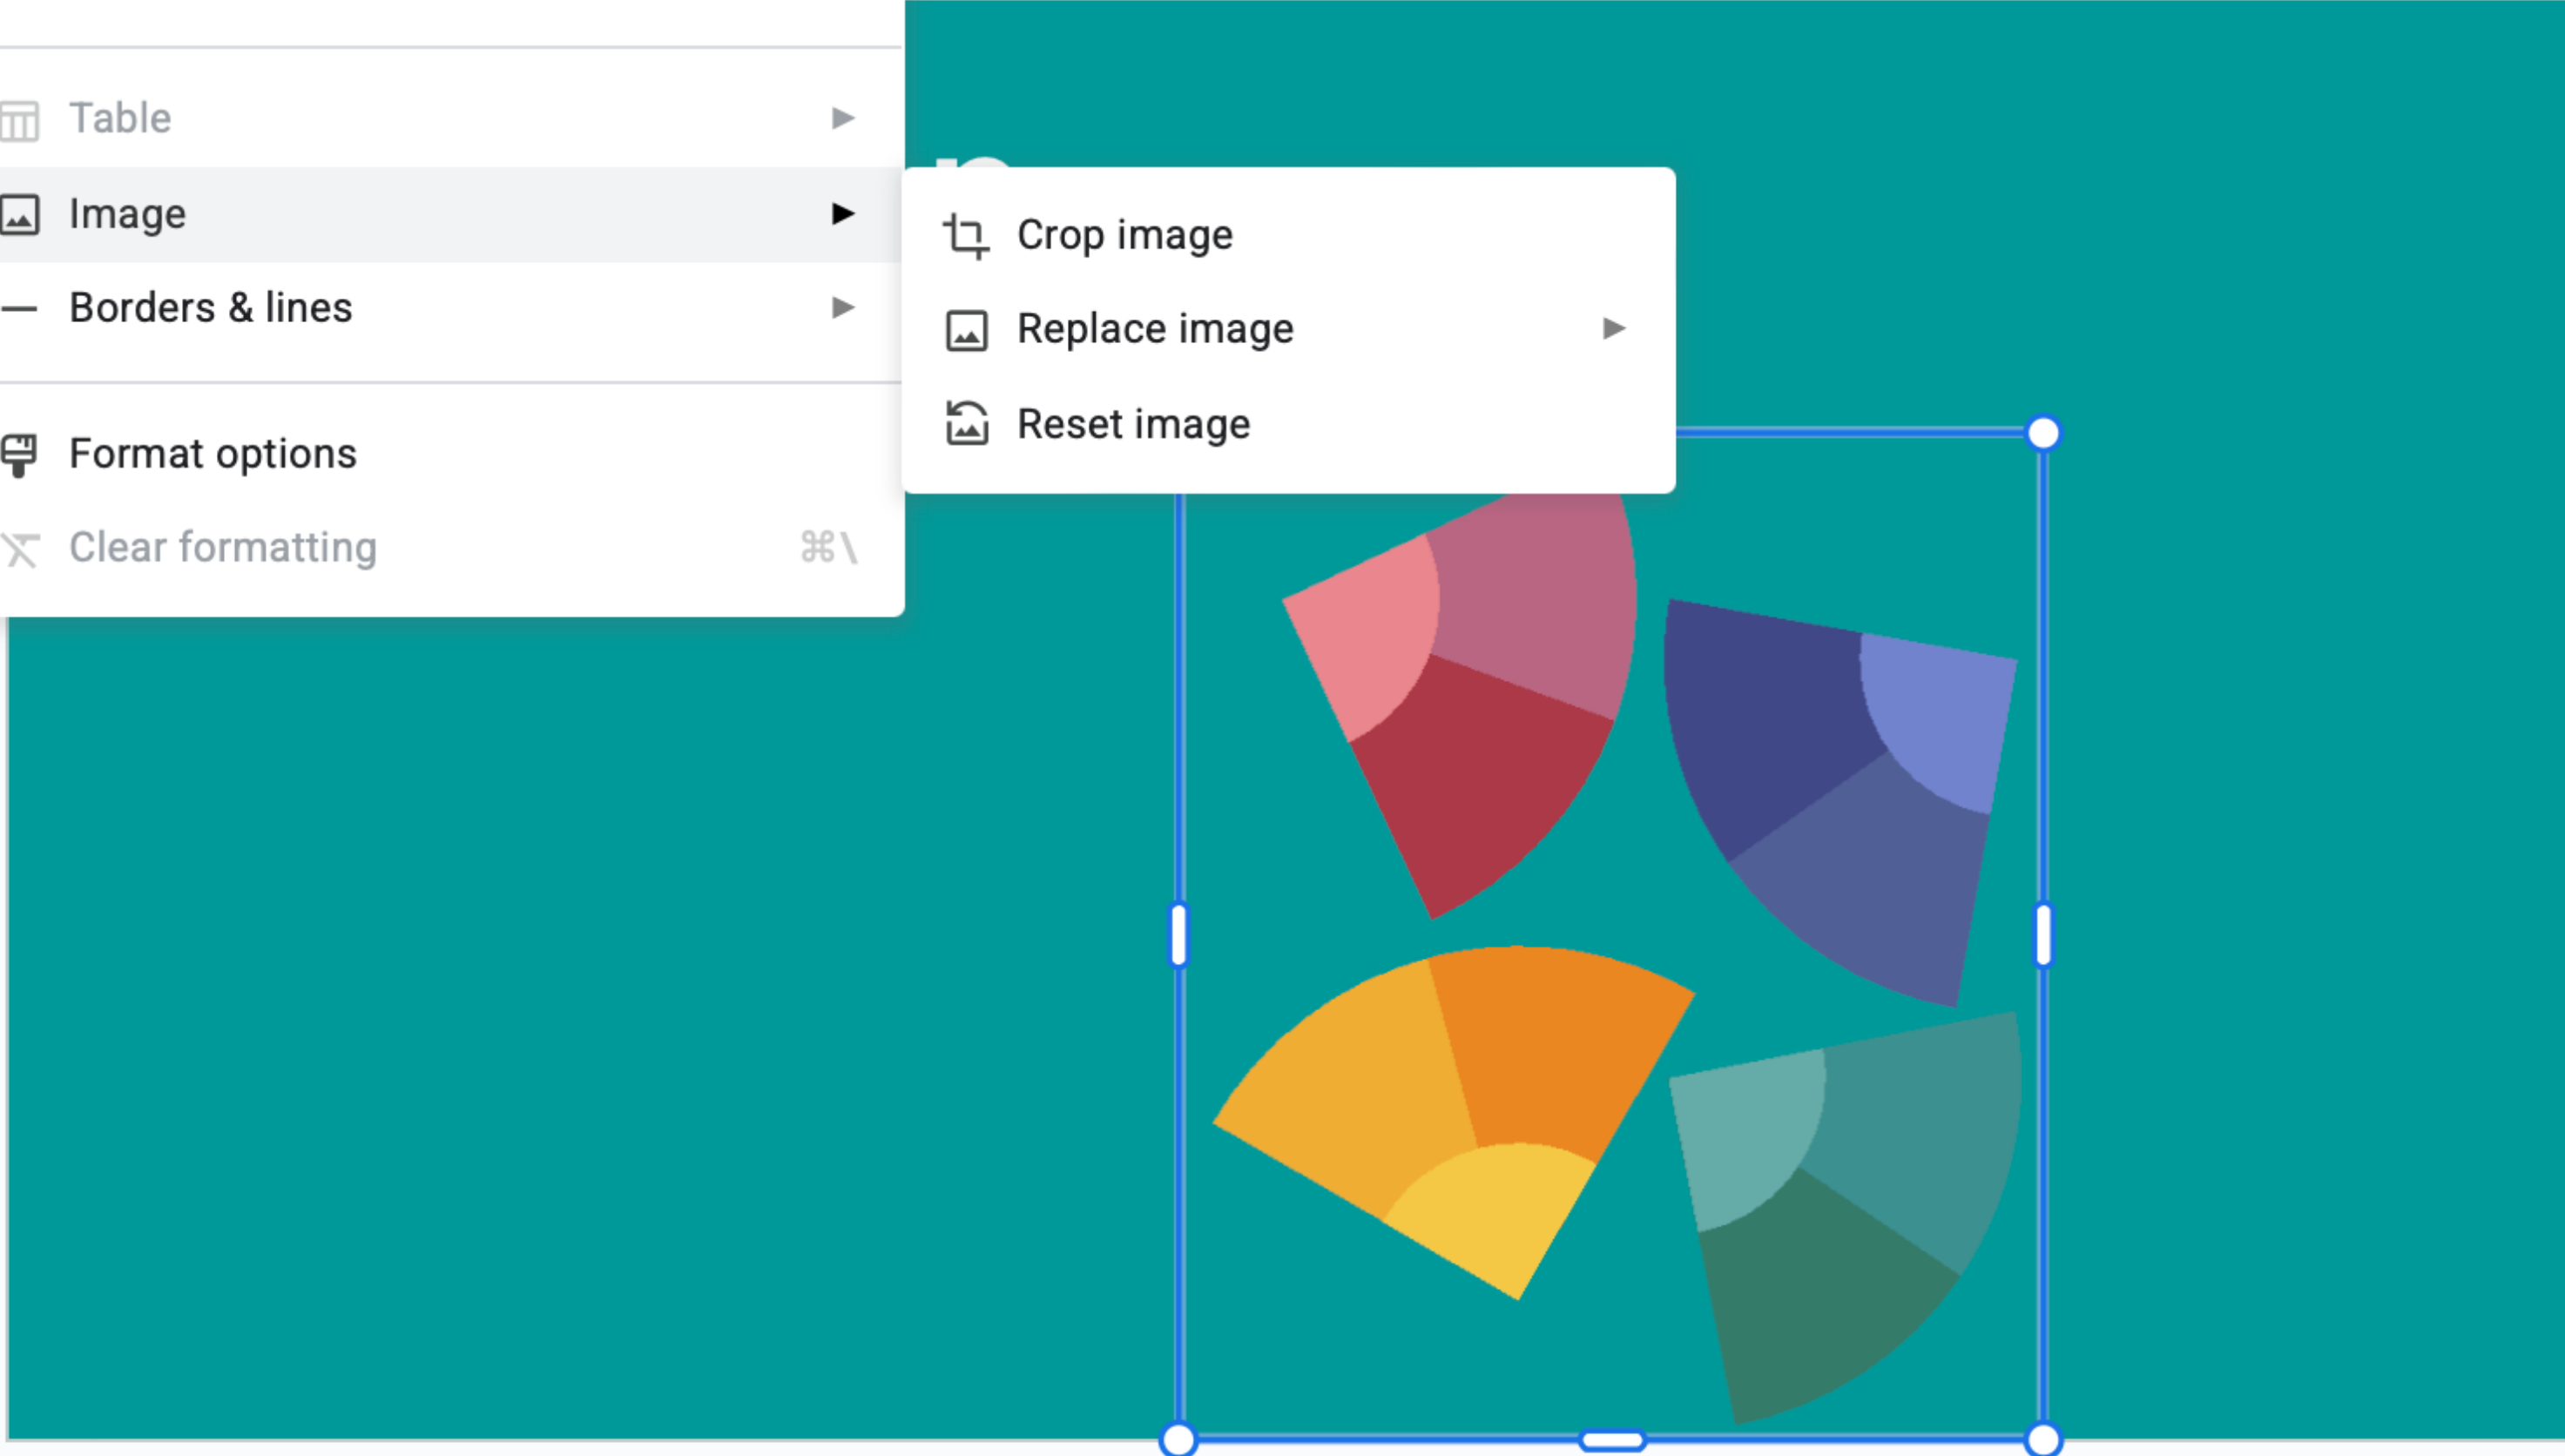 Table
Image
Borders & lines
Format options
Clear formatting ⌘\
Crop image
Replace image
Reset image